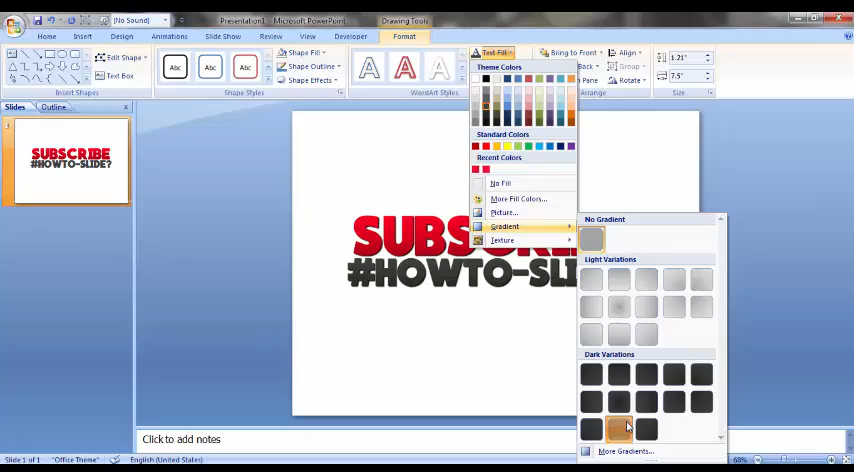 (No Sound)
Presentation1 - Microsoft PowerPoint
Drawing Tools
Home
Insert
Design
Animations
Slide Show
Review
View
Developer
Format
Edit Shape
Text Box
Insert Shapes
Abc
Abc
Abc
Shape Fill
Shape Outline
Shape Effects
Shape Styles
A
A
A
WordArt Styles
Text Fill
Bring to Front
Align
Group
Pane
Rotate
Arrange
1.21"
7.5"
Size
Slides
Outline
1
SUBSCRIBE
#HOWTO-SLIDE?
Theme Colors
Standard Colors
Recent Colors
No Fill
More Fill Colors...
Picture...
Gradient
Texture
SUBSCRI
#HOWTO-SLI
No Gradient
Light Variations
Dark Variations
More Gradients...
Click to add notes
Slide 1 of 1
"Office Theme"
English (United States)
68%